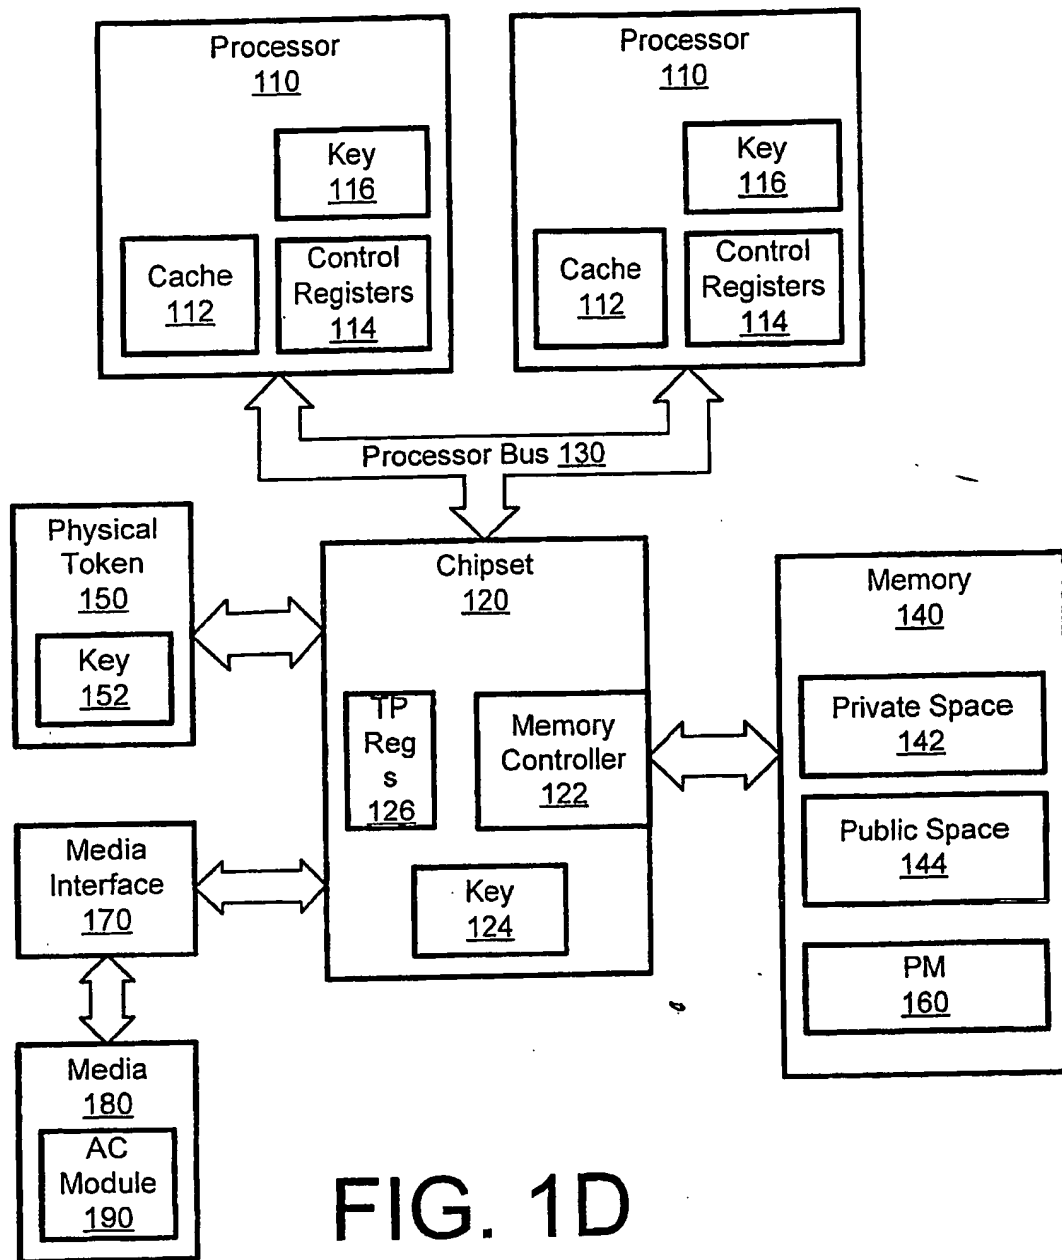 Processor
110
Key
116
Cache
112
Control
Registers
114
Processor
110
Key
116
Cache
112
Control
Registers
114
Processor Bus 130
Physical
Token
150
Key
152
Chipset
120
TP
Reg
s
126
Memory
Controller
122
Key
124
Memory
140
Private Space
142
Public Space
144
PM
160
Media
Interface
170
Media
180
AC
Module
190
FIG. 1D